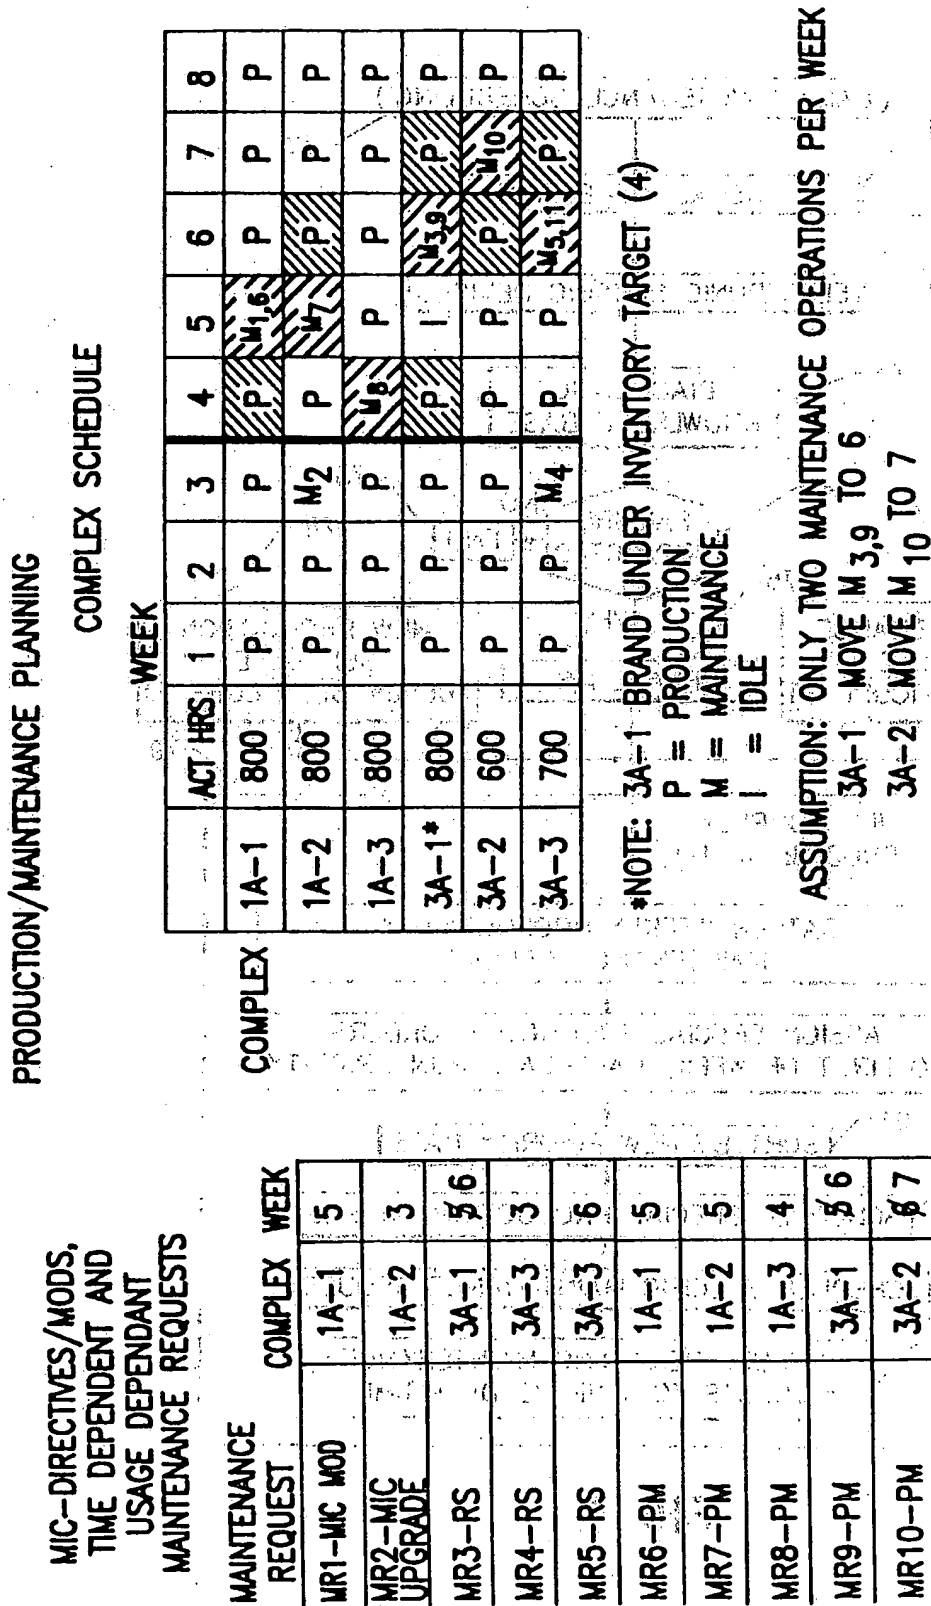 PRODUCTION/MAINTENANCE PLANNING
MIC-DIRECTIVES/MODS,
TIME DEPENDENT AND
USAGE DEPENDANT
MAINTENANCE REQUESTS
MAINTENANCE
REQUEST COMPLEX WEEK
MR1-MIC MOD 1A-1 5
MR2-MIC
UPGRADE 1A-2 3
MR3-RS 3A-1 5 6
MR4-RS 3A-3 3
MR5-RS 3A-3 6
MR6-PM 1A-1 5
MR7-PM 1A-2 5
MR8-PM 1A-3 4
MR9-PM 3A-1 5 6
MR10-PM 3A-2 6 7
COMPLEX SCHEDULE
WEEK
ACT HRS 1 2 3 4 5 6 7 8
COMPLEX
1A-1 800 P P P P M1,6 P P P
1A-2 800 P P M2 P M7 P P P
1A-3 800 P P P M8 P P P P
3A-1* 800 P P P P I M3,9 P P
3A-2 600 P P P P P P M10 P
3A-3 700 P P M4 P P M5,11 P P
*NOTE: 3A-1 BRAND UNDER INVENTORY TARGET (4)
P = PRODUCTION
M = MAINTENANCE
I = IDLE
ASSUMPTION: ONLY TWO MAINTENANCE OPERATIONS PER WEEK
3A-1 MOVE M 3,9 TO 6
3A-2 MOVE M 10 TO 7